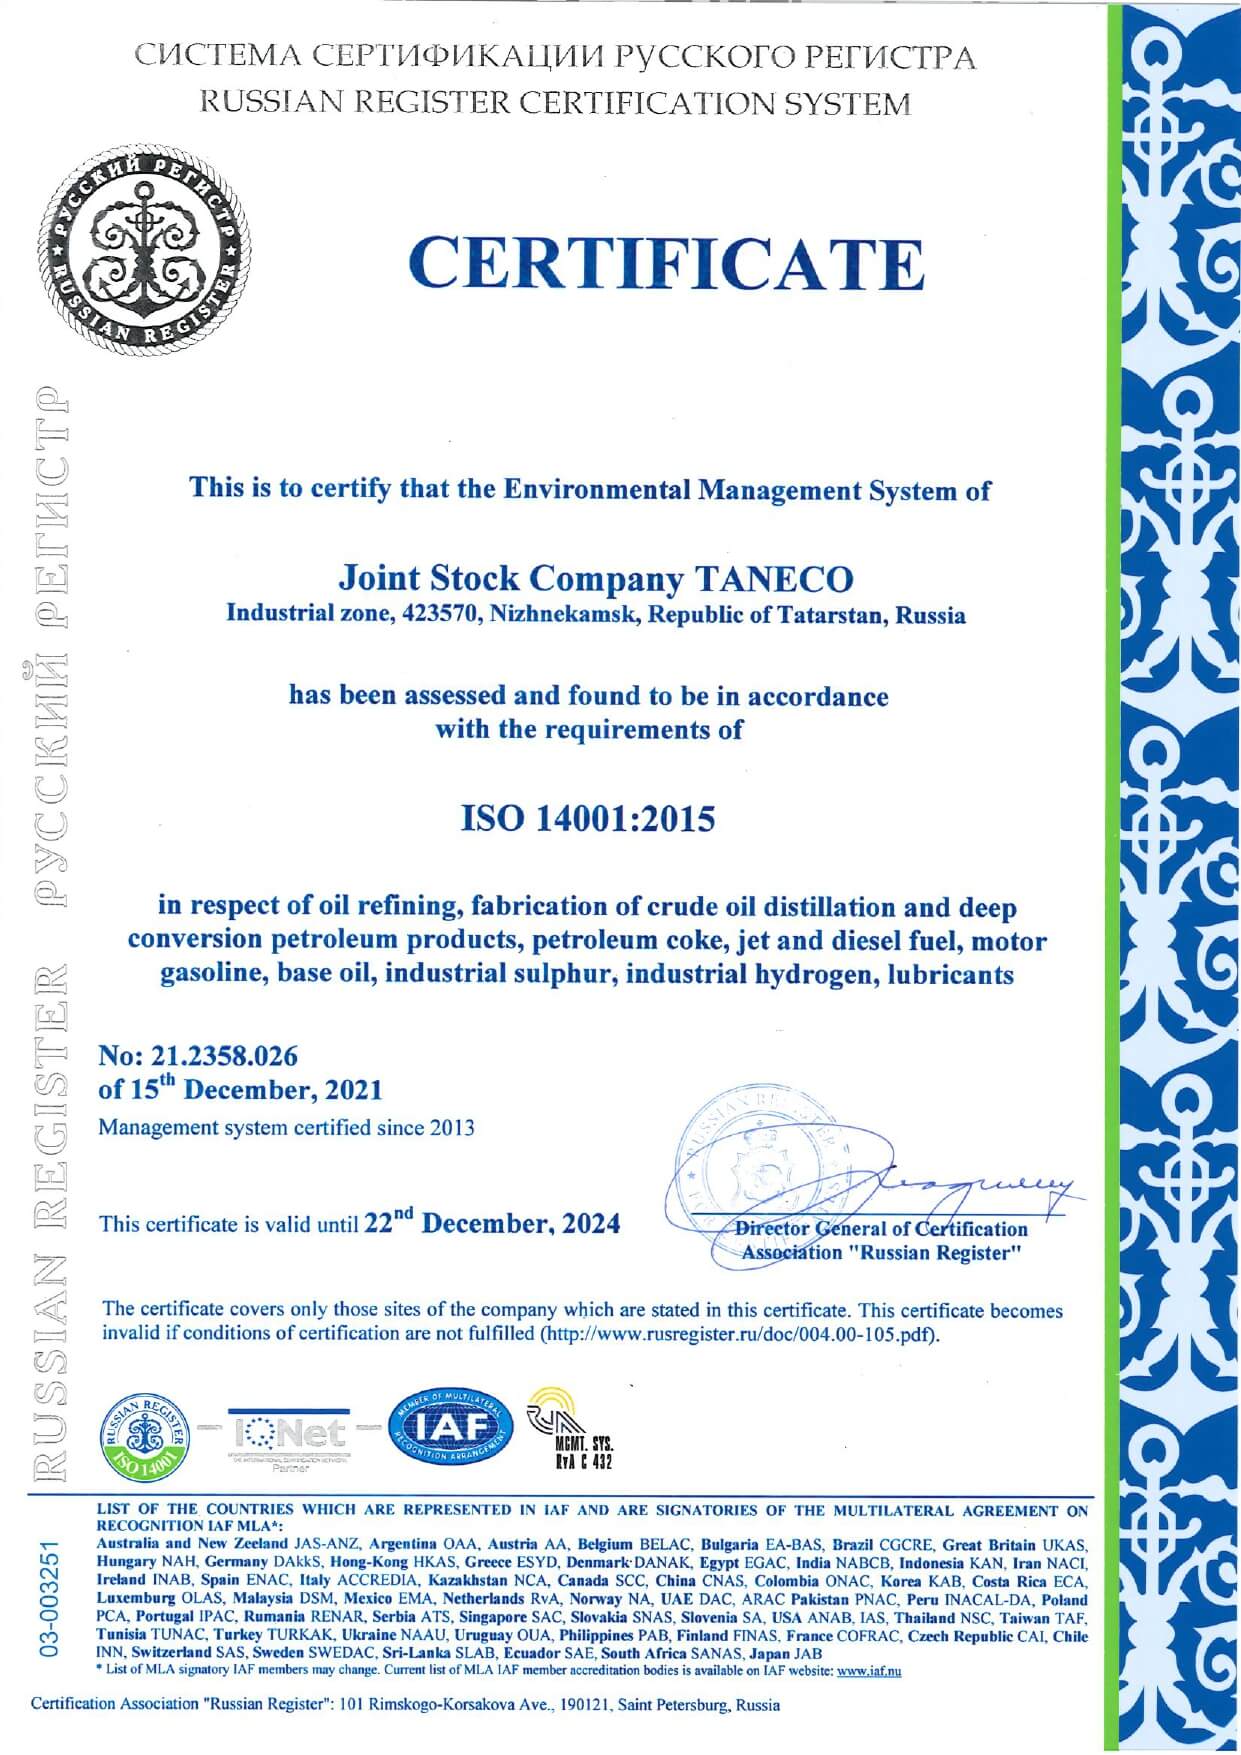 СИСТЕМА СЕРТИФИКАЦИИ РУССКОГО РЕГИСТРА
RUSSIAN REGISTER CERTIFICATION SYSTEM
РУССКИЙ РЕГИСТР
RUSSIAN REGISTER
CERTIFICATE
This is to certify that the Environmental Management System of
Joint Stock Company TANECO
Industrial zone, 423570, Nizhnekamsk, Republic of Tatarstan, Russia
has been assessed and found to be in accordance
with the requirements of
ISO 14001:2015
in respect of oil refining, fabrication of crude oil distillation and deep
conversion petroleum products, petroleum coke, jet and diesel fuel, motor
gasoline, base oil, industrial sulphur, industrial hydrogen, lubricants
No: 21.2358.026
of 15th December, 2021
Management system certified since 2013
This certificate is valid until 22nd December, 2024
RUSSIAN REGISTER
Director General of Certification
Association "Russian Register"
The certificate covers only those sites of the company which are stated in this certificate. This certificate becomes
invalid if conditions of certification are not fulfilled (http://www.rusregister.ru/doc/004.00-105.pdf).
RUSSIAN REGISTER
ISO 14001
IQNet
THE INTERNATIONAL CERTIFICATION NETWORK
Partner
MEMBER OF MULTILATERAL
IAF
RECOGNITION ARRANGEMENT
RvA
MGMT. SYS.
RvA C 432
LIST OF THE COUNTRIES WHICH ARE REPRESENTED IN IAF AND ARE SIGNATORIES OF THE MULTILATERAL AGREEMENT ON
RECOGNITION IAF MLA*:
Australia and New Zeeland JAS-ANZ, Argentina OAA, Austria AA, Belgium BELAC, Bulgaria EA-BAS, Brazil CGCRE, Great Britain UKAS,
Hungary NAH, Germany DAkkS, Hong-Kong HKAS, Greece ESYD, Denmark DANAK, Egypt EGAC, India NABCB, Indonesia KAN, Iran NACI,
Ireland INAB, Spain ENAC, Italy ACCREDIA, Kazakhstan NCA, Canada SCC, China CNAS, Colombia ONAC, Korea KAB, Costa Rica ECA,
Luxemburg OLAS, Malaysia DSM, Mexico EMA, Netherlands RvA, Norway NA, UAE DAC, ARAC Pakistan PNAC, Peru INACAL-DA, Poland
PCA, Portugal IPAC, Rumania RENAR, Serbia ATS, Singapore SAC, Slovakia SNAS, Slovenia SA, USA ANAB, IAS, Thailand NSC, Taiwan TAF,
Tunisia TUNAC, Turkey TURKAK, Ukraine NAAU, Uruguay OUA, Philippines PAB, Finland FINAS, France COFRAC, Czech Republic CAI, Chile
INN, Switzerland SAS, Sweden SWEDAC, Sri-Lanka SLAB, Ecuador SAE, South Africa SANAS, Japan JAB
* List of MLA signatory IAF members may change. Current list of MLA IAF member accreditation bodies is available on IAF website: www.iaf.nu
Certification Association "Russian Register": 101 Rimskogo-Korsakova Ave., 190121, Saint Petersburg, Russia
RUSSIAN REGISTER РУССКИЙ РЕГИСТР
03-003251